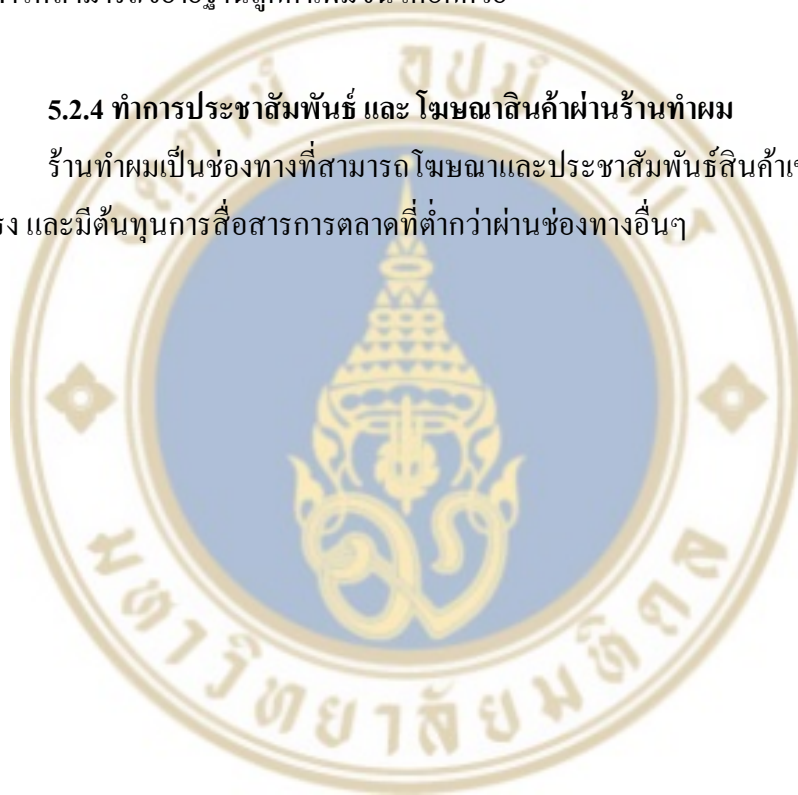 5.2.4 ทำการประชาสัมพันธ์ และ โฆษณาสินค้าผ่านร้านทำผม
ร้านทำผมเป็นช่องทางที่สามารถโฆษณาและประชาสัมพันธ์สินค้า
และมีต้นทุนการสื่อสารการตลาดที่ต่ำกว่าผ่านช่องทางอื่นๆ
มหาวิทยาลัยมหิดล